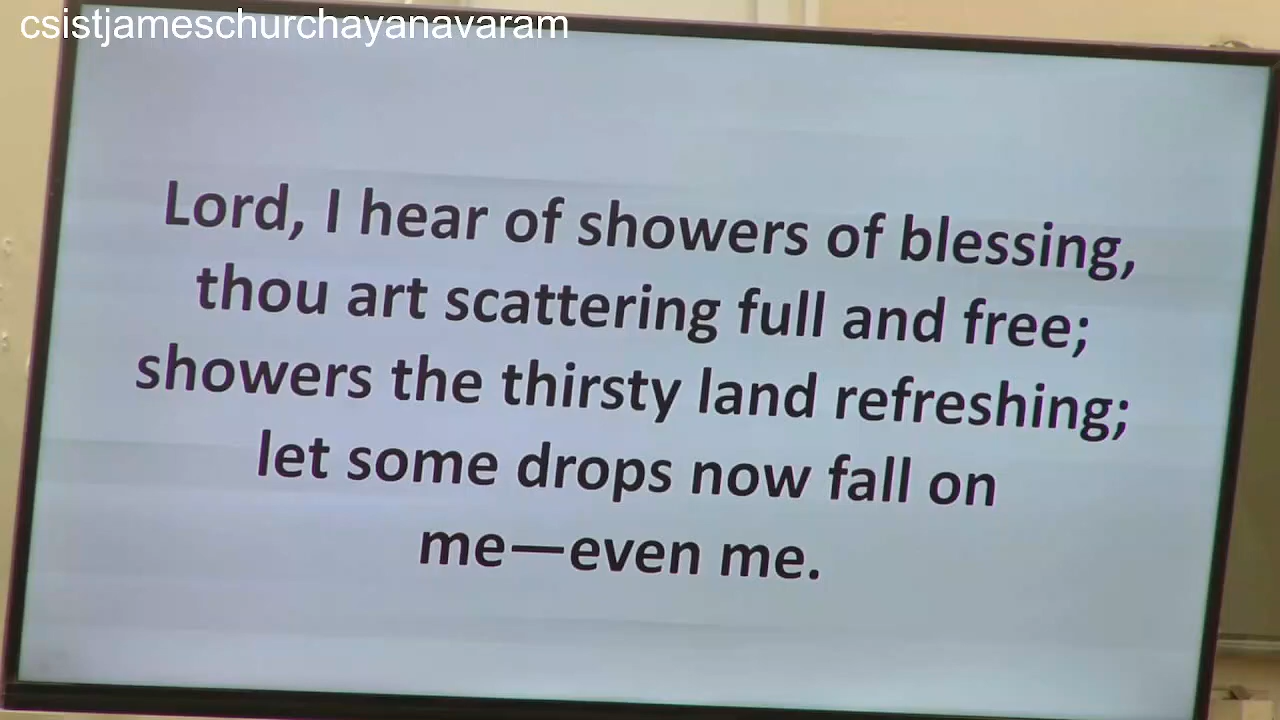 csistjameschurchayanavaram
Lord, I hear of showers of blessing,
thou art scattering full and free;
showers the thirsty land refreshing;
let some drops now fall on
me—even me.